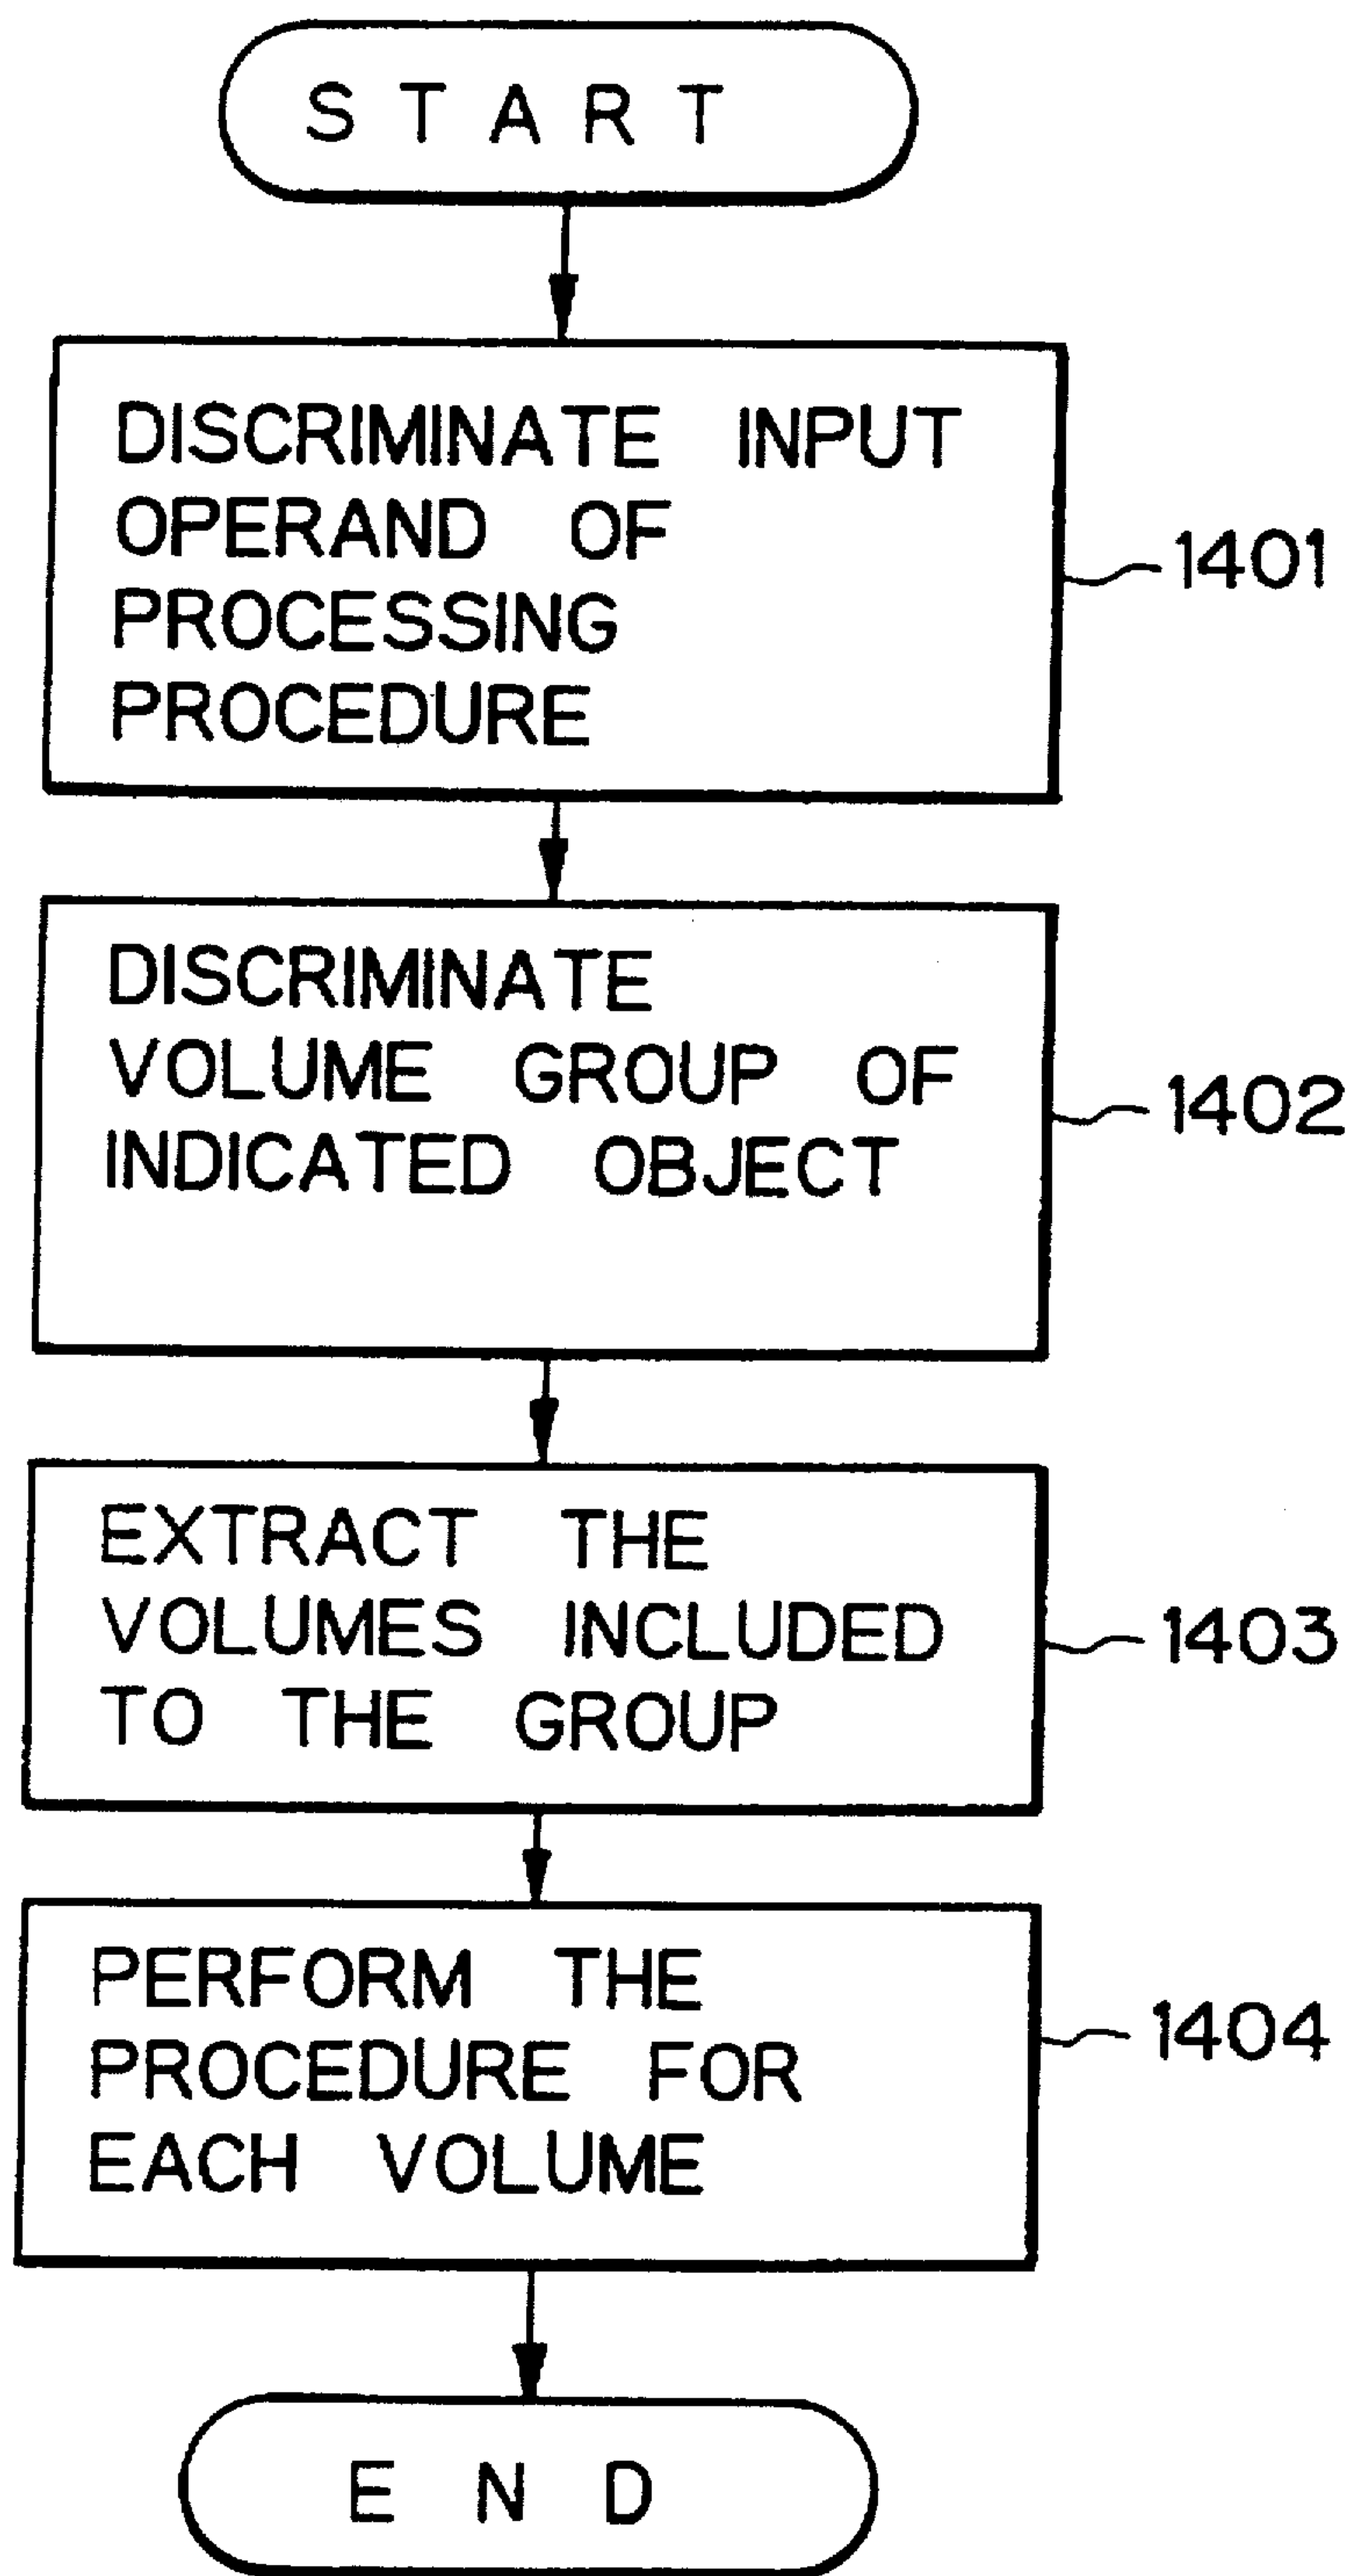 START
DISCRIMINATE INPUT
OPERAND OF
PROCESSING
PROCEDURE
1401
DISCRIMINATE
VOLUME GROUP OF
INDICATED OBJECT
1402
EXTRACT THE
VOLUMES INCLUDED
TO THE GROUP
1403
PERFORM THE
PROCEDURE FOR
EACH VOLUME
1404
END